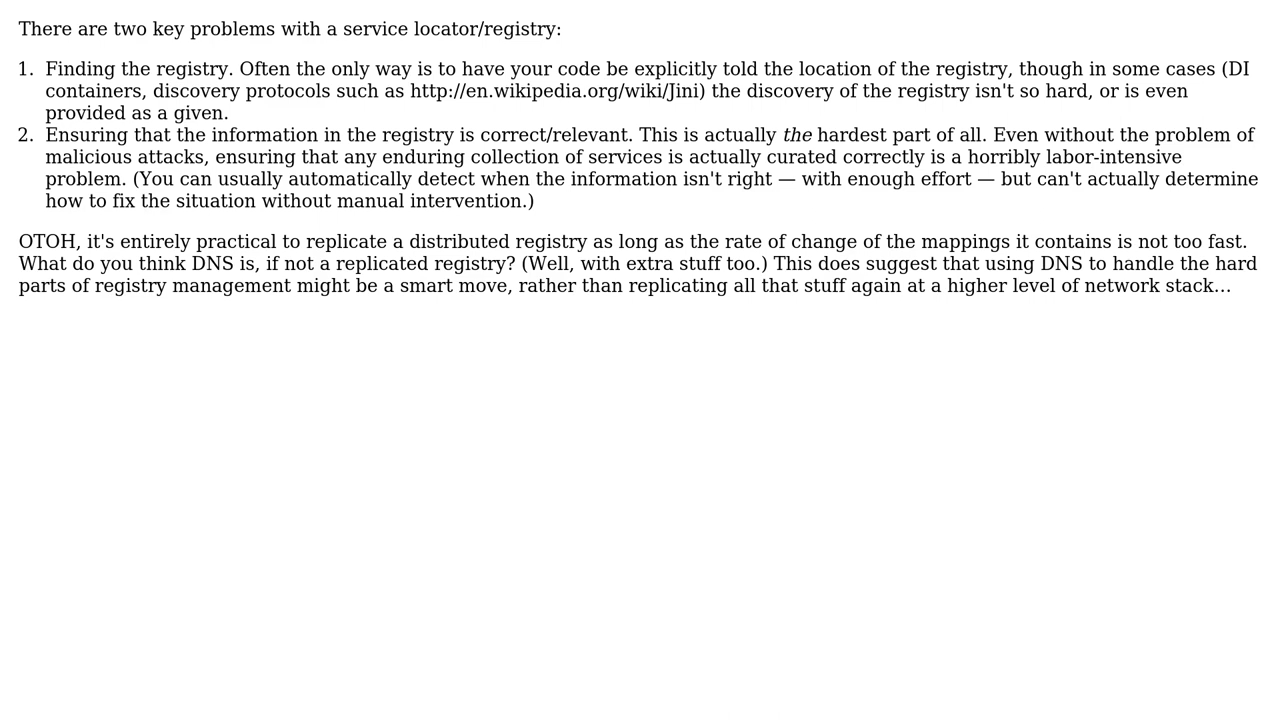 There are two key problems with a service locator/registry:
1. Finding the registry. Often the only way is to have your code be explicitly told the location of the registry, though in some cases (DI
containers, discovery protocols such as http://en.wikipedia.org/wiki/Jini) the discovery of the registry isn't so hard, or is even
provided as a given.
2. Ensuring that the information in the registry is correct/relevant. This is actually the hardest part of all. Even without the problem of
malicious attacks, ensuring that any enduring collection of services is actually curated correctly is a horribly labor-intensive
problem. (You can usually automatically detect when the information isn't right — with enough effort — but can't actually determine
how to fix the situation without manual intervention.)
OTOH, it's entirely practical to replicate a distributed registry as long as the rate of change of the mappings it contains is not too fast.
What do you think DNS is, if not a replicated registry? (Well, with extra stuff too.) This does suggest that using DNS to handle the hard
parts of registry management might be a smart move, rather than replicating all that stuff again at a higher level of network stack…